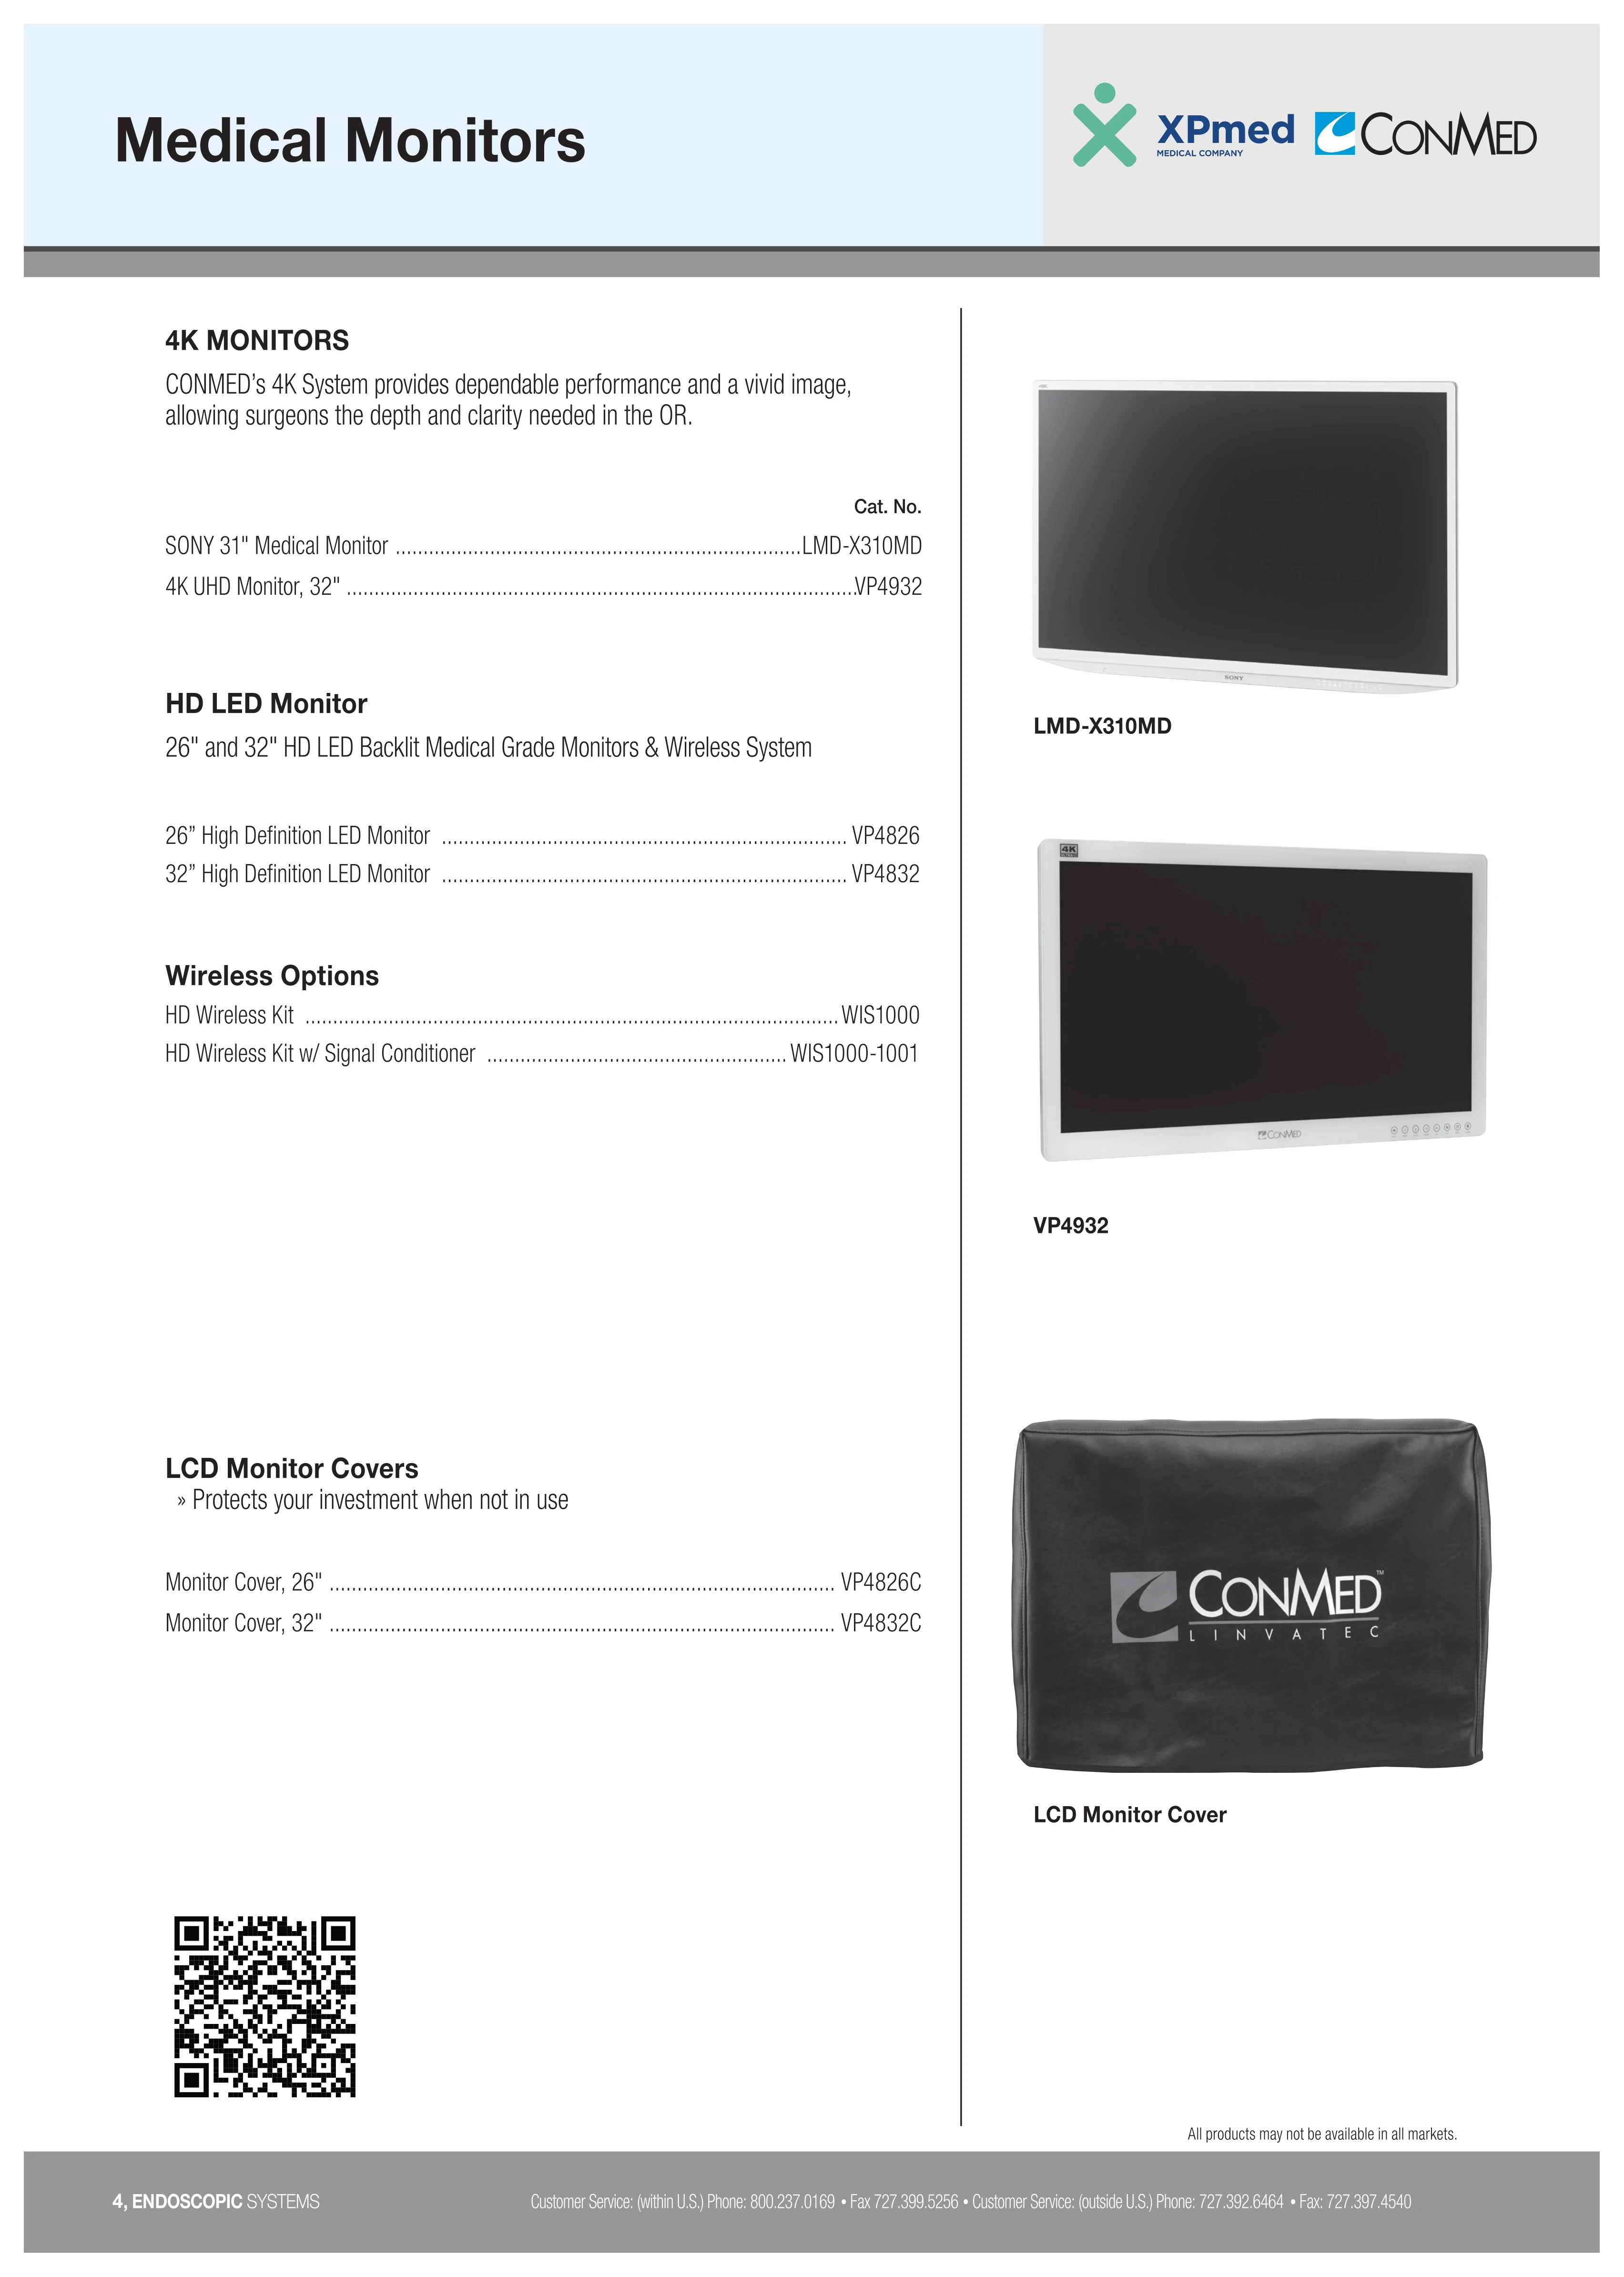 Medical Monitors
XPmed
MEDICAL COMPANY
CONMED
4K MONITORS
CONMED’s 4K System provides dependable performance and a vivid image,
allowing surgeons the depth and clarity needed in the OR.
Cat. No.
SONY 31" Medical Monitor .........................................................................LMD-X310MD
4K UHD Monitor, 32" ............................................................................................VP4932
HD LED Monitor
26" and 32" HD LED Backlit Medical Grade Monitors & Wireless System
26” High Definition LED Monitor ......................................................................... VP4826
32” High Definition LED Monitor ......................................................................... VP4832
Wireless Options
HD Wireless Kit ................................................................................................ WIS1000
HD Wireless Kit w/ Signal Conditioner ...................................................... WIS1000-1001
LCD Monitor Covers
» Protects your investment when not in use
Monitor Cover, 26" ........................................................................................... VP4826C
Monitor Cover, 32" ........................................................................................... VP4832C
4K
SONY
LMD-X310MD
4K
CONMED
VP4932
CONMED™
LINVATEC
LCD Monitor Cover
All products may not be available in all markets.
4, ENDOSCOPIC SYSTEMS
Customer Service: (within U.S.) Phone: 800.237.0169 • Fax 727.399.5256 • Customer Service: (outside U.S.) Phone: 727.392.6464 • Fax: 727.397.4540